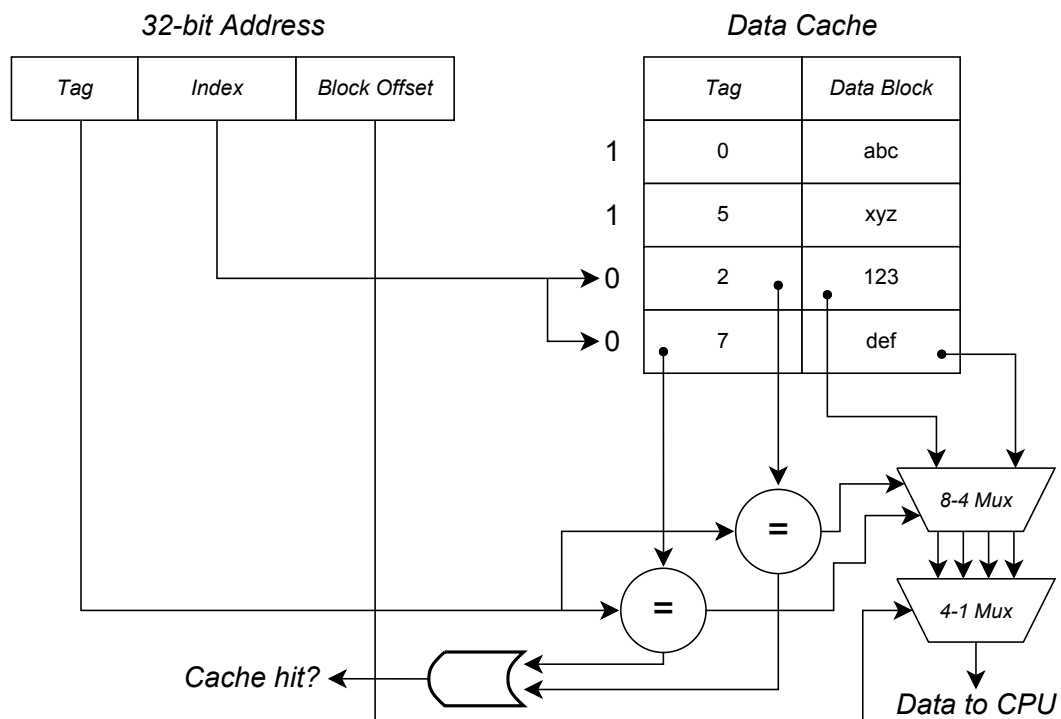 32-bit Address
Data Cache
Tag Index Block Offset
Tag Data Block
1 0 abc
1 5 xyz
0 2 123
0 7 def
8-4 Mux
=
=
4-1 Mux
Cache hit?
Data to CPU